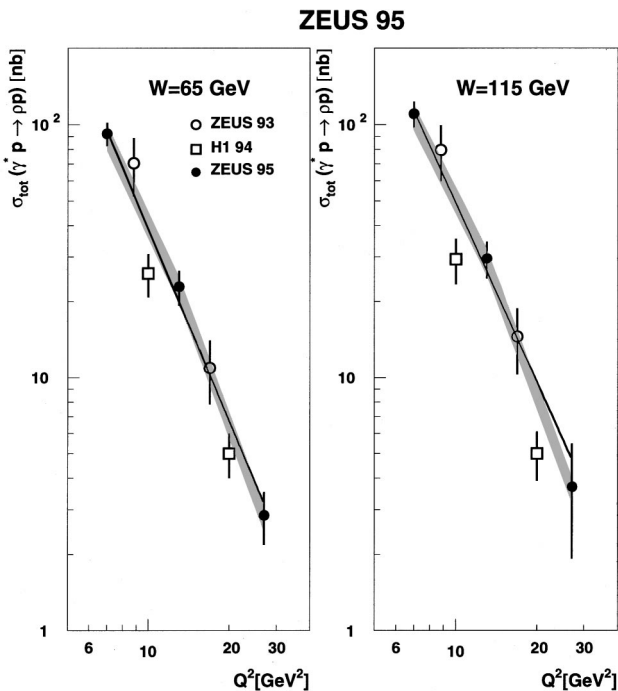 ZEUS 95
σtot (γ* p → ρp) [nb]
W=65 GeV
ZEUS 93
H1 94
ZEUS 95
10²
10
1
6
10
20
30
Q²[GeV²]
σtot (γ* p → ρp) [nb]
W=115 GeV
10²
10
1
6
10
20
30
Q²[GeV²]